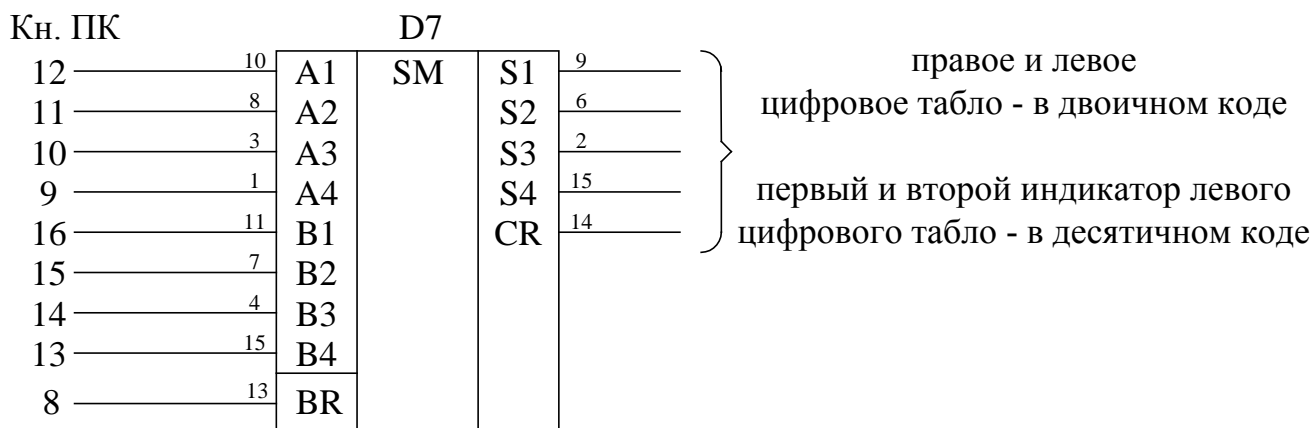 Кн. ПК D7
12 10 A1 SM S1 9
11 8 A2 S2 6
10 3 A3 S3 2
9 1 A4 S4 15
16 11 B1 CR 14
15 7 B2
14 4 B3
13 15 B4
8 13 BR
правое и левое
цифровое табло - в двоичном коде
первый и второй индикатор левого
цифрового табло - в десятичном коде